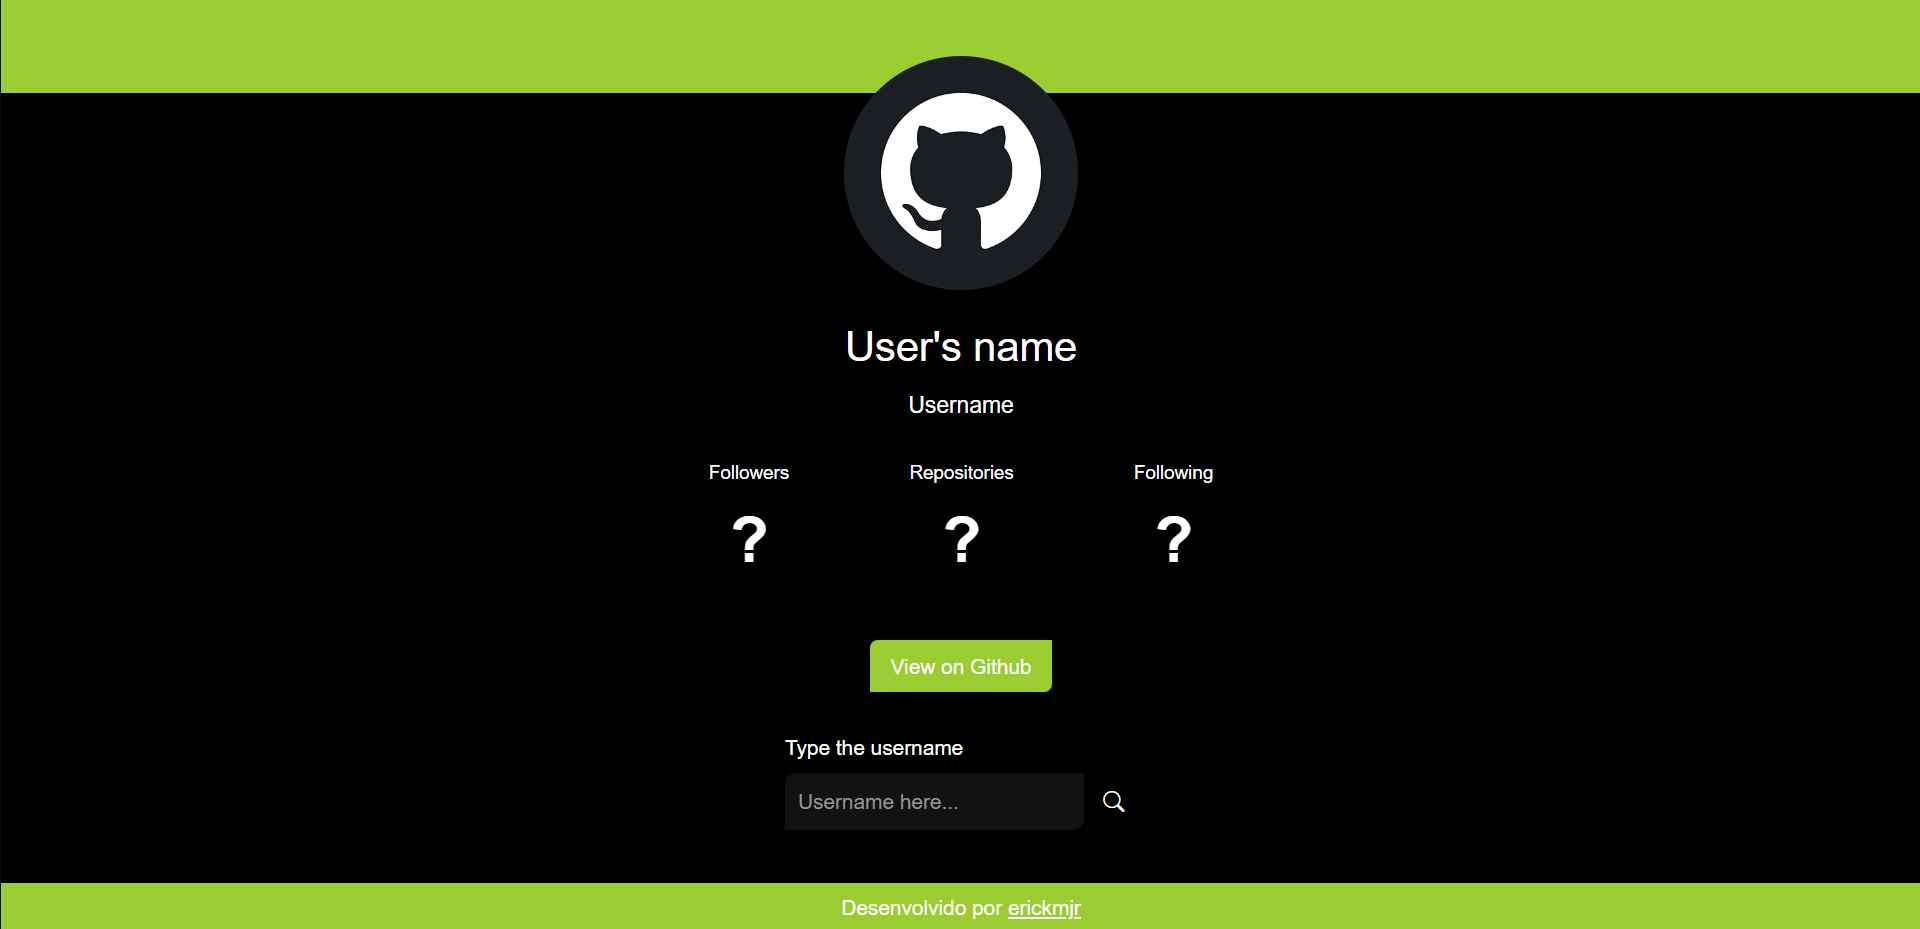 User's name
Username
Followers Repositories Following
? ? ?
View on Github
Type the username
Username here...
Desenvolvido por erickmjr